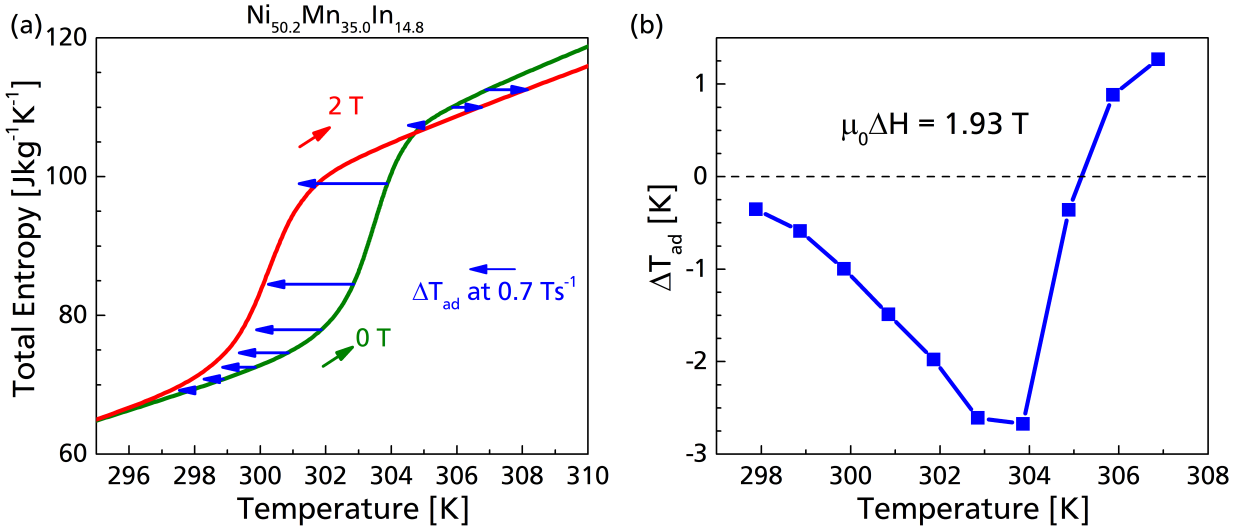 (a)
Ni50.2Mn35.0In14.8
120
100
80
60
Total Entropy [Jkg-1K-1]
2 T
ΔTad at 0.7 Ts-1
0 T
296 298 300 302 304 306 308 310
Temperature [K]
(b)
1
0
-1
-2
-3
ΔTad [K]
μ0ΔH = 1.93 T
298 300 302 304 306 308
Temperature [K]